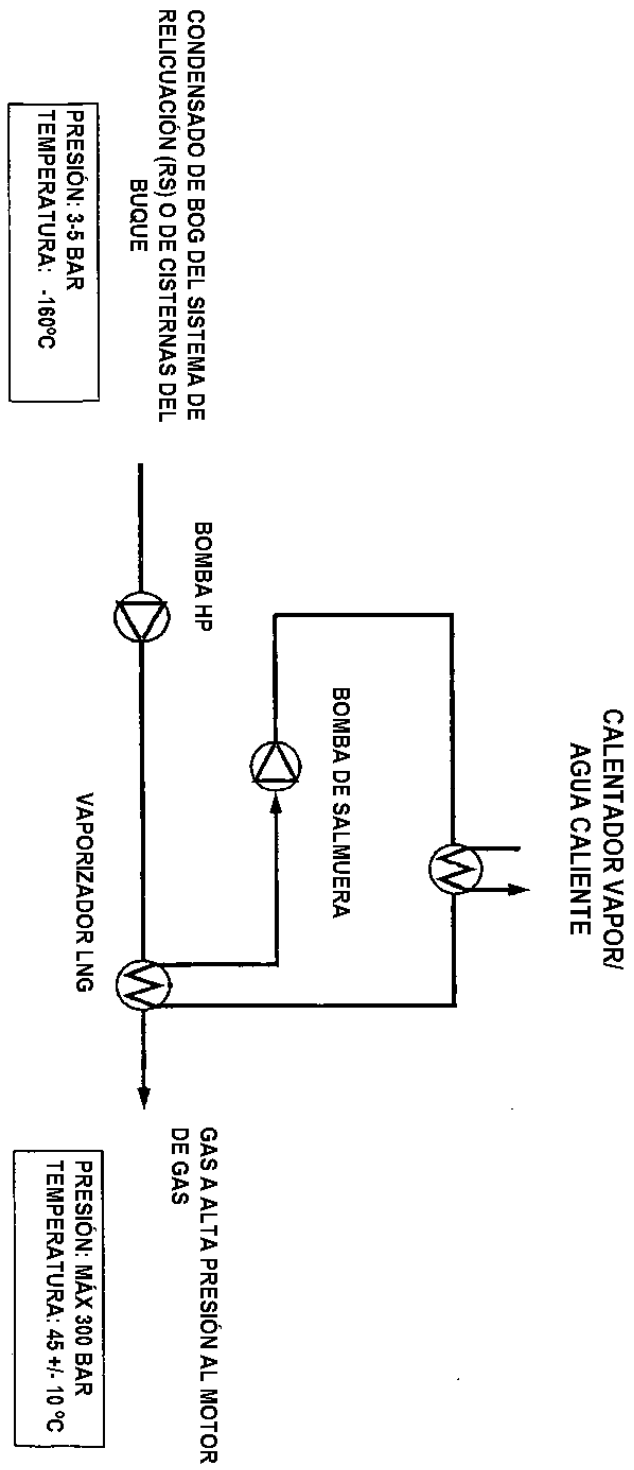 CALENTADOR VAPOR/
AGUA CALIENTE
BOMBA DE SALMUERA
BOMBA HP
VAPORIZADOR LNG
CONDENSADO DE BOG DEL SISTEMA DE
RELICUACIÓN (RS) O DE CISTERNAS DEL
BUQUE
PRESIÓN: 3-5 BAR
TEMPERATURA: -160ºC
GAS A ALTA PRESIÓN AL MOTOR
DE GAS
PRESIÓN: MÁX 300 BAR
TEMPERATURA: 45 +/- 10 ºC